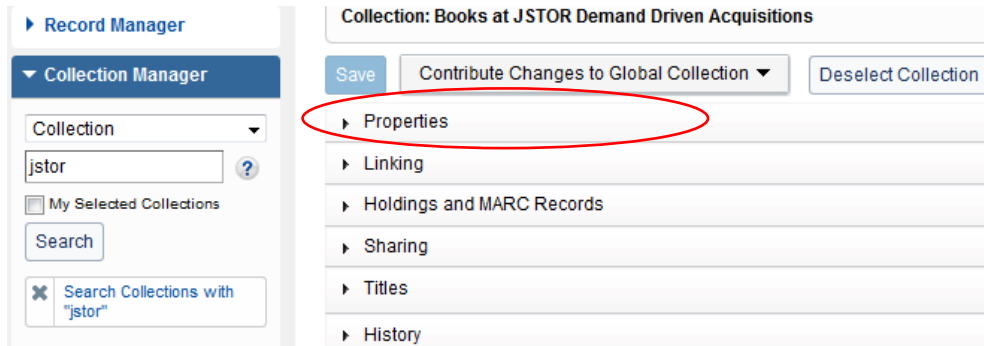 Record Manager
Collection Manager
Collection
jstor
?
My Selected Collections
Search
Search Collections with
"jstor"
Collection: Books at JSTOR Demand Driven Acquisitions
Save
Contribute Changes to Global Collection
Deselect Collection
Properties
Linking
Holdings and MARC Records
Sharing
Titles
History